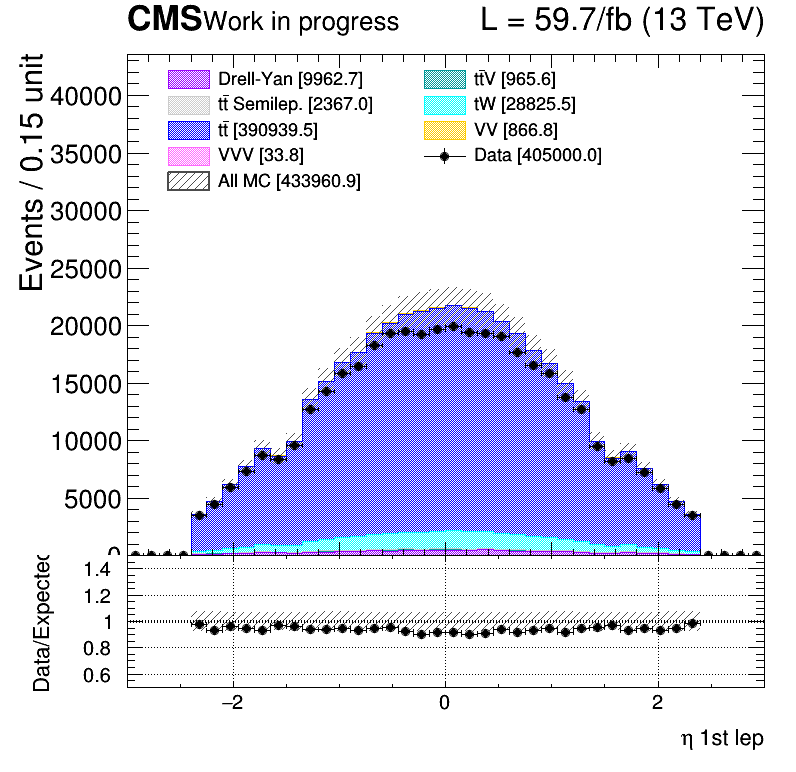 CMS Work in progress L = 59.7/fb (13 TeV)
Events / 0.15 unit
Drell-Yan [9962.7] tt̄V [965.6]
tt̄ Semilep. [2367.0] tW [28825.5]
tt̄ [390939.5] VV [866.8]
VVV [33.8] Data [405000.0]
All MC [433960.9]
40000
35000
30000
25000
20000
15000
10000
5000
0
Data/Expected
1.4
1.2
1
0.8
0.6
−2 0 2
η 1st lep